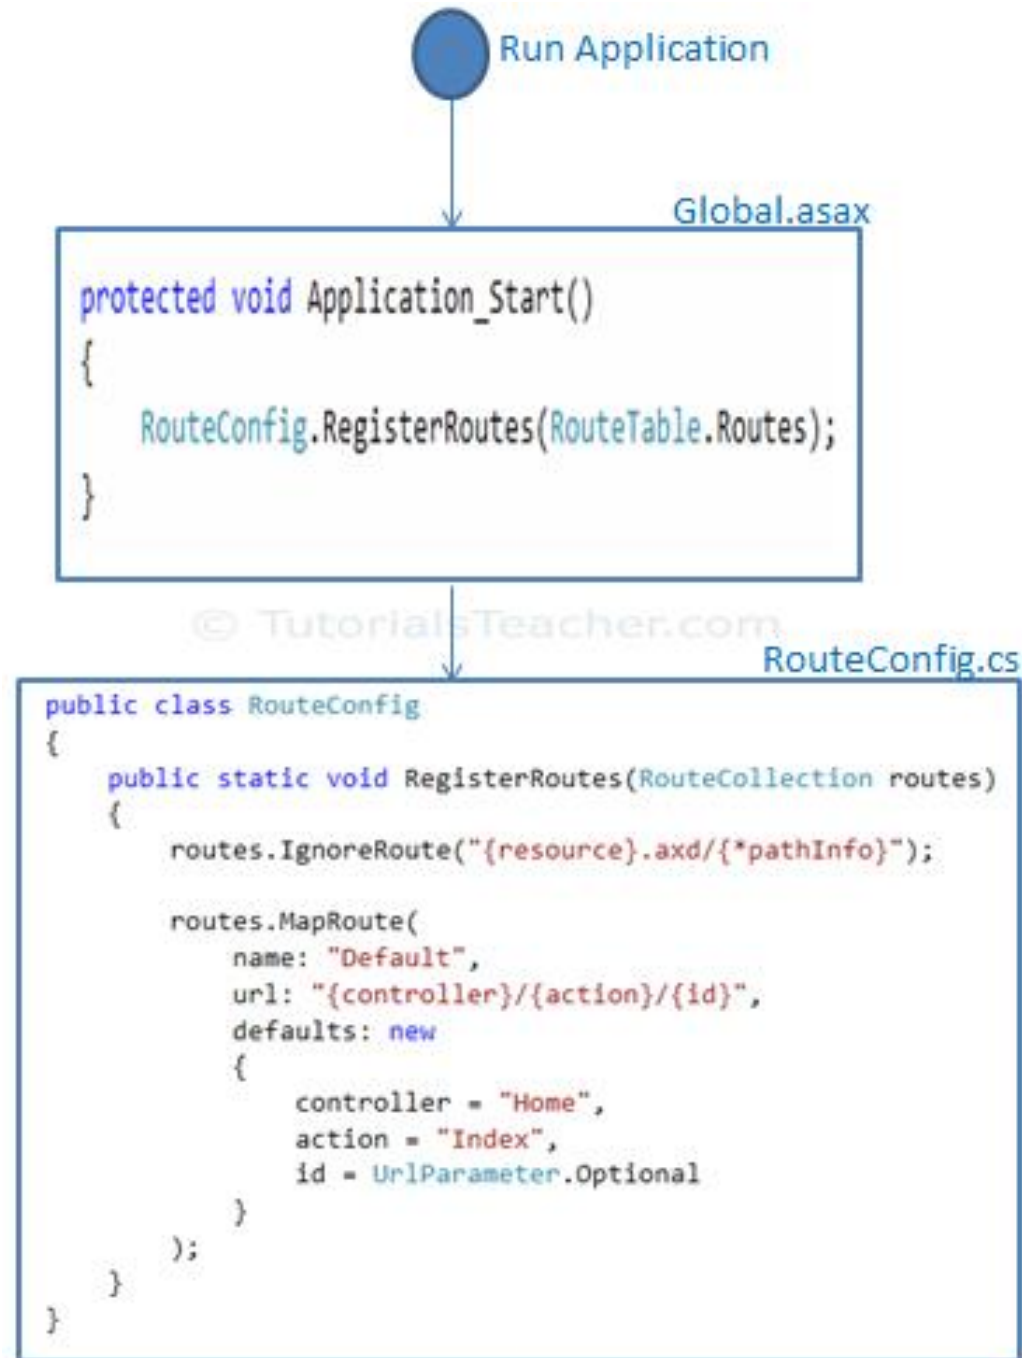 Run Application
Global.asax
protected void Application_Start()
{
RouteConfig.RegisterRoutes(RouteTable.Routes);
}
© TutorialsTeacher.com
RouteConfig.cs
public class RouteConfig
{
public static void RegisterRoutes(RouteCollection routes)
{
routes.IgnoreRoute("{resource}.axd/{*pathInfo}");
routes.MapRoute(
name: "Default",
url: "{controller}/{action}/{id}",
defaults: new
{
controller = "Home",
action = "Index",
id = UrlParameter.Optional
}
);
}
}